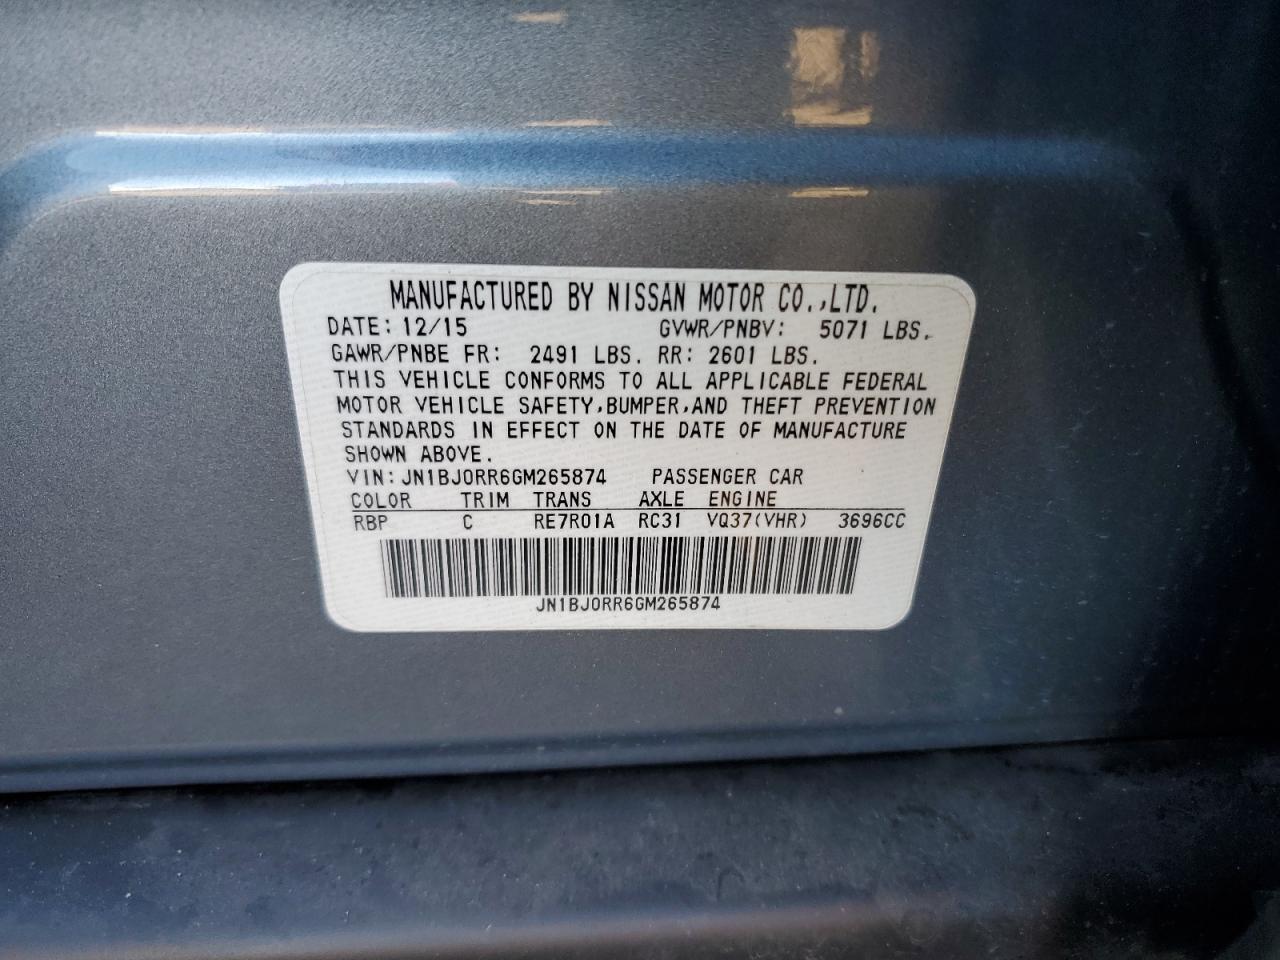 MANUFACTURED BY NISSAN MOTOR CO.,LTD.
DATE: 12/15 GVWR/PNBV: 5071 LBS.
GAWR/PNBE FR: 2491 LBS. RR: 2601 LBS.
THIS VEHICLE CONFORMS TO ALL APPLICABLE FEDERAL
MOTOR VEHICLE SAFETY,BUMPER,AND THEFT PREVENTION
STANDARDS IN EFFECT ON THE DATE OF MANUFACTURE
SHOWN ABOVE.
VIN: JN1BJ0RR6GM265874 PASSENGER CAR
COLOR TRIM TRANS AXLE ENGINE
RBP C RE7R01A RC31 VQ37(VHR) 3696CC
JN1BJ0RR6GM265874